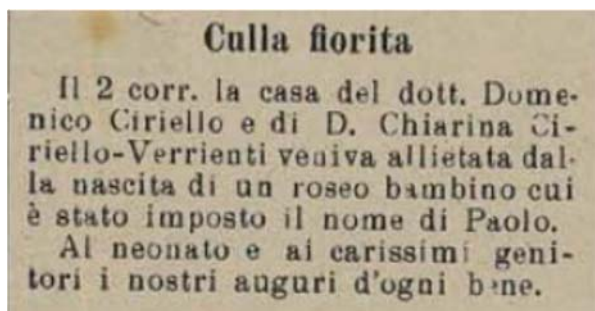 Culla fiorita
Il 2 corr. la casa del dott. Dome-
nico Ciriello e di D. Chiarina Ci-
riello-Verrienti veniva allietata dal-
la nascita di un roseo bambino cui
è stato imposto il nome di Paolo.
Al neonato e ai carissimi geni-
tori i nostri auguri d'ogni bene.